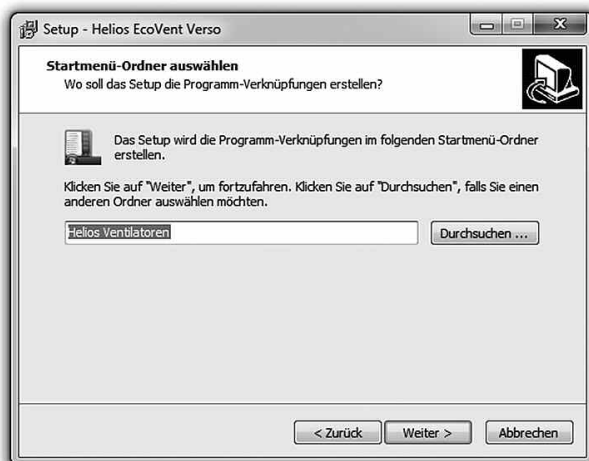 Setup - Helios EcoVent Verso
Startmenü-Ordner auswählen
Wo soll das Setup die Programm-Verknüpfungen erstellen?
Das Setup wird die Programm-Verknüpfungen im folgenden Startmenü-Ordner
erstellen.
Klicken Sie auf "Weiter", um fortzufahren. Klicken Sie auf "Durchsuchen", falls Sie einen
anderen Ordner auswählen möchten.
Helios Ventilatoren
Durchsuchen ...
< Zurück
Weiter >
Abbrechen